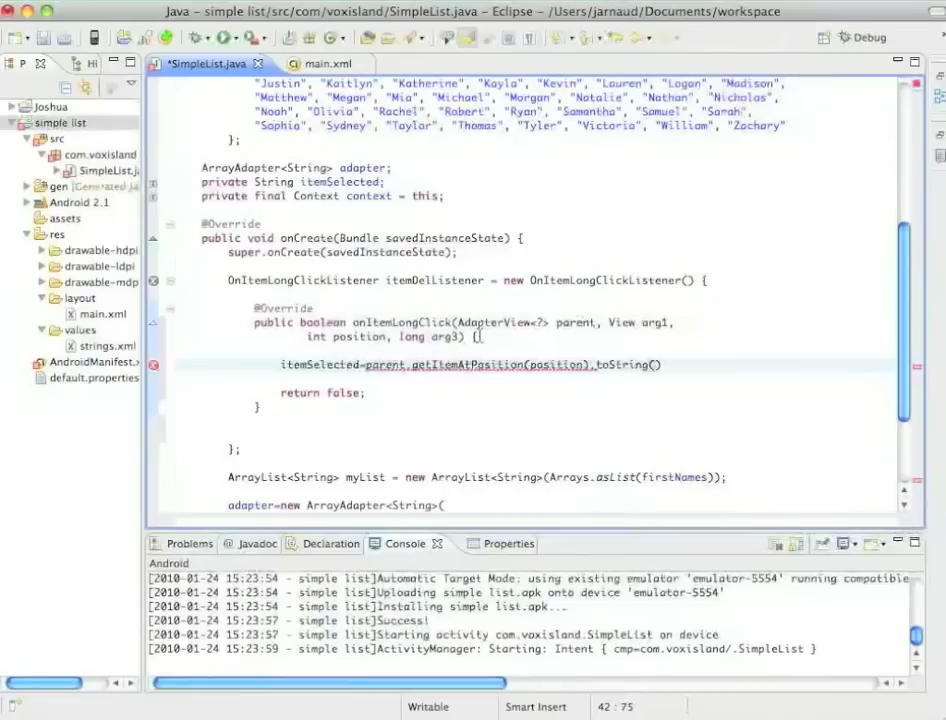 Java - simple list/src/com/voxisland/SimpleList.java - Eclipse - /Users/jarnaud/Documents/workspace
Debug
P
Hi
*SimpleList.java
main.xml
Joshua
simple list
src
com.voxisland
SimpleList.j
gen [Generated Ja
Android 2.1
assets
res
drawable-hdpi
drawable-ldpi
drawable-mdp
layout
main.xml
values
strings.xml
AndroidManifest.
default.properties
"Justin", "Kaitlyn", "Katherine", "Kayla", "Kevin", "Lauren", "Logan", "Madison",
"Matthew", "Megan", "Mia", "Michael", "Morgan", "Natalie", "Nathan", "Nicholas",
"Noah", "Olivia", "Rachel", "Robert", "Ryan", "Samantha", "Samuel", "Sarah",
"Sophia", "Sydney", "Taylor", "Thomas", "Tyler", "Victoria", "William", "Zachary"
};
ArrayAdapter<String> adapter;
private String itemSelected;
private final Context context = this;
@Override
public void onCreate(Bundle savedInstanceState) {
super.onCreate(savedInstanceState);
OnItemLongClickListener itemDelListener = new OnItemLongClickListener() {
@Override
public boolean onItemLongClick(AdapterView<?> parent, View arg1,
int position, long arg3) {
itemSelected=parent.getItemAtPosition(position).toString()
return false;
}
};
ArrayList<String> myList = new ArrayList<String>(Arrays.asList(firstNames));
adapter=new ArrayAdapter<String>(
Problems
@ Javadoc
Declaration
Console
Properties
Android
[2010-01-24 15:23:54 - simple list]Automatic Target Mode: using existing emulator 'emulator-5554' running compatible
[2010-01-24 15:23:54 - simple list]Uploading simple list.apk onto device 'emulator-5554'
[2010-01-24 15:23:54 - simple list]Installing simple list.apk...
[2010-01-24 15:23:57 - simple list]Success!
[2010-01-24 15:23:57 - simple list]Starting activity com.voxisland.SimpleList on device
[2010-01-24 15:23:59 - simple list]ActivityManager: Starting: Intent { cmp=com.voxisland/.SimpleList }
Writable
Smart Insert
42 : 75